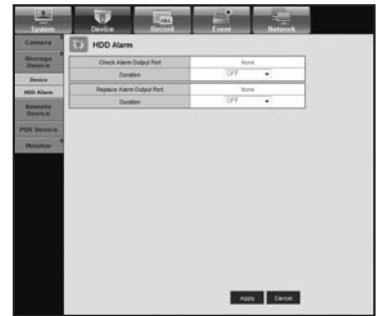 System Device Record Event Network
Camera
Manage Device
Device
HDD Alarm
Remote Device
POS Device
Monitor
HDD Alarm
Check Alarm Output Port None
Duration OFF
Replace Alarm Output Port None
Duration OFF
Apply Cancel